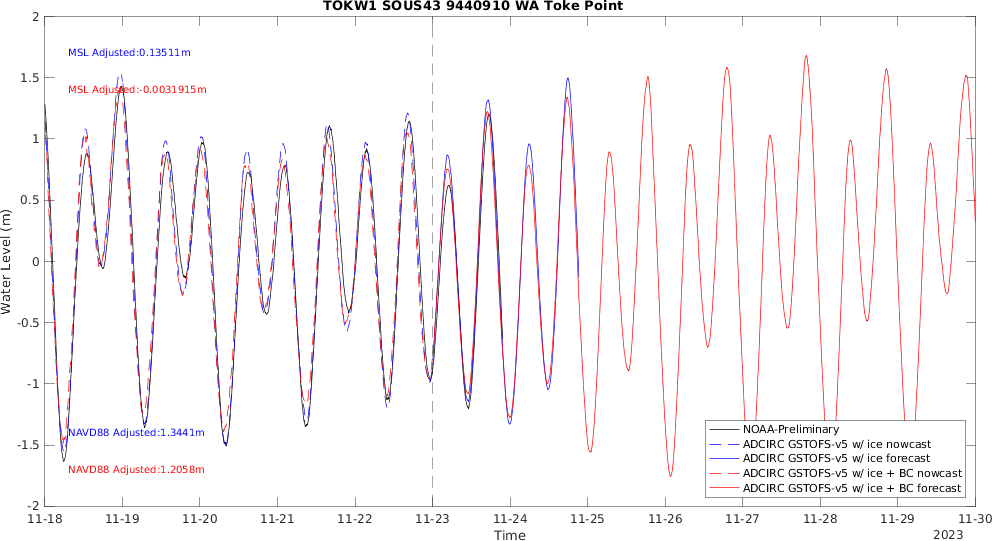 TOKW1 SOUS43 9440910 WA Toke Point
Water Level (m)
2
1.5
1
0.5
0
-0.5
-1
-1.5
-2
MSL Adjusted:0.13511m
MSL Adjusted:-0.0031915m
NAVD88 Adjusted:1.3441m
NAVD88 Adjusted:1.2058m
NOAA-Preliminary
ADCIRC GSTOFS-v5 w/ ice nowcast
ADCIRC GSTOFS-v5 w/ ice forecast
ADCIRC GSTOFS-v5 w/ ice + BC nowcast
ADCIRC GSTOFS-v5 w/ ice + BC forecast
11-18 11-19 11-20 11-21 11-22 11-23 11-24 11-25 11-26 11-27 11-28 11-29 11-30
Time
2023